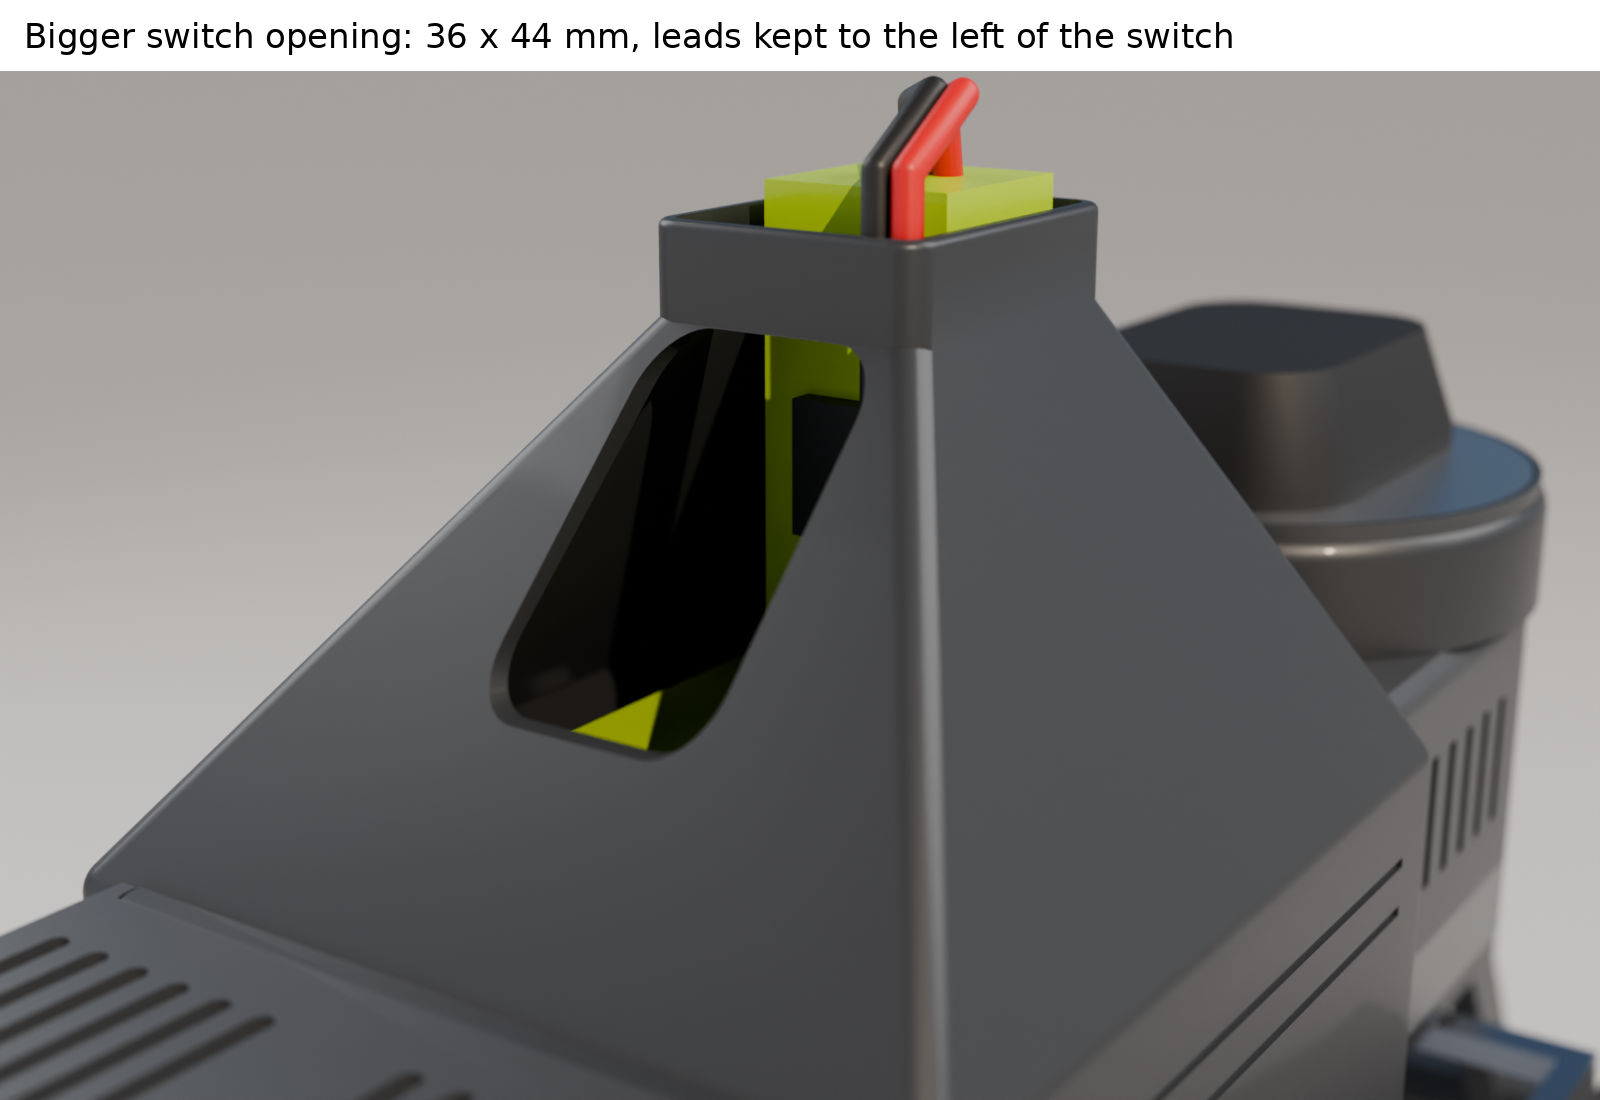 Bigger switch opening: 36 x 44 mm, leads kept to the left of the switch